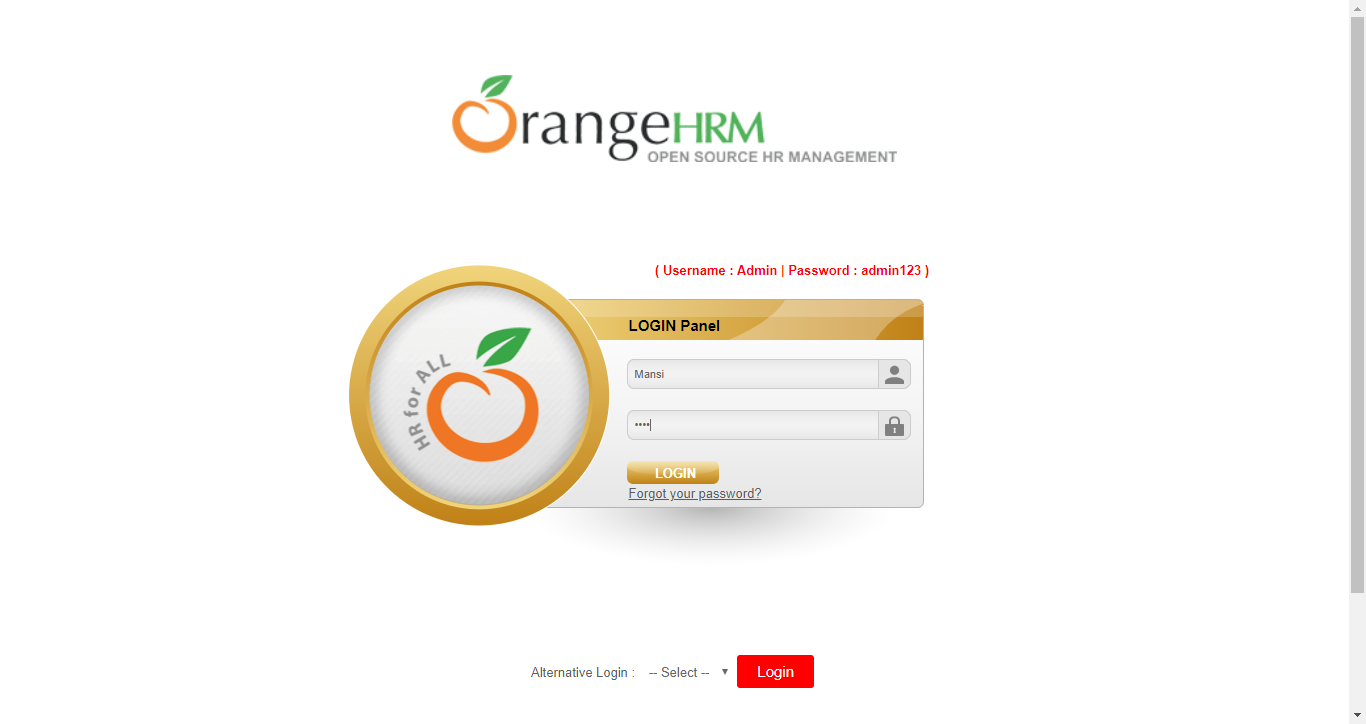 OrangeHRM
OPEN SOURCE HR MANAGEMENT
( Username : Admin | Password : admin123 )
HR for ALL
LOGIN Panel
Mansi
••••
LOGIN
Forgot your password?
Alternative Login : -- Select -- Login